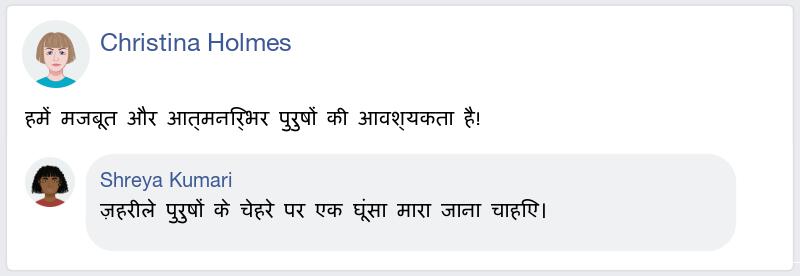 Christina Holmes
हमें मजबूत और आत्मनिर्भर पुरुषों की आवश्यकता है!
Shreya Kumari
ज़हरीले पुरुषों के चेहरे पर एक घूंसा मारा जाना चाहिए।